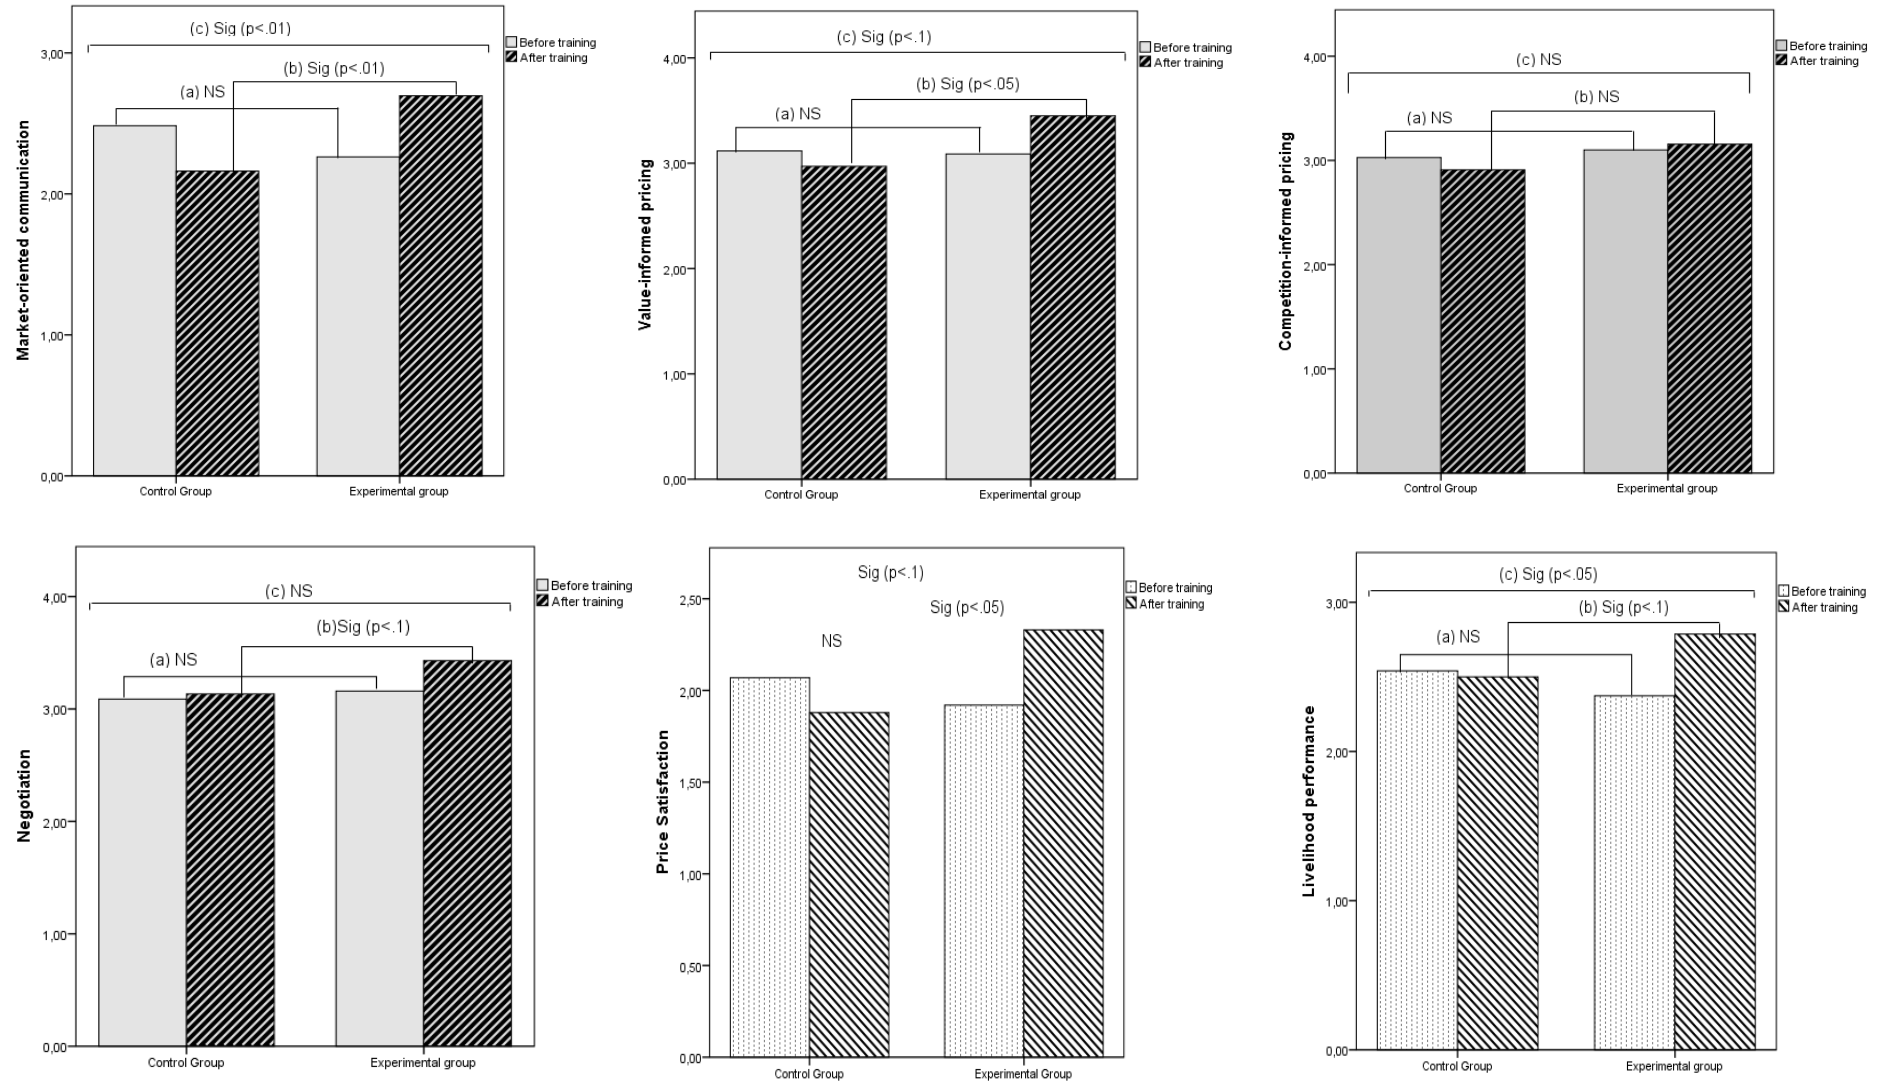 (c) Sig (p<.01)
3,00
Before training
After training
(b) Sig (p<.01)
(a) NS
Market-oriented communication
2,00
1,00
0,00
Control Group
Experimental group
(c) Sig (p<.1)
4,00
Before training
After training
(b) Sig (p<.05)
(a) NS
Value-informed pricing
3,00
2,00
1,00
0,00
Control Group
Experimental Group
(c) NS
4,00
Before training
After training
(b) NS
(a) NS
Competition-informed pricing
3,00
2,00
1,00
0,00
Control Group
Experimental group
(c) NS
4,00
Before training
After training
(b)Sig (p<.1)
(a) NS
Negotiation
3,00
2,00
1,00
0,00
Control Group
Experimental group
Sig (p<.1)
2,50
Before training
After training
Sig (p<.05)
NS
Price Satisfaction
2,00
1,50
1,00
0,50
0,00
Control Group
Experimental Group
(c) Sig (p<.05)
3,00
Before training
After training
(b) Sig (p<.1)
(a) NS
Livelihood performance
2,00
1,00
0,00
Control Group
Experimental group